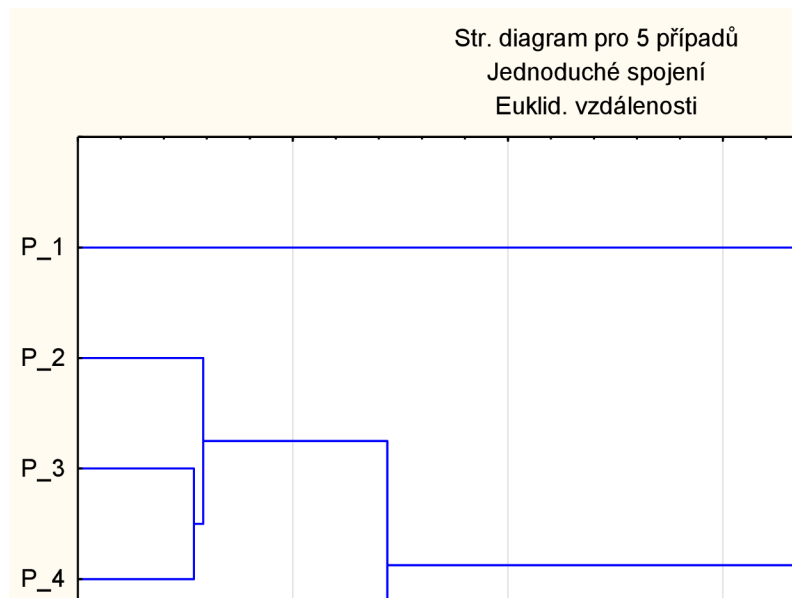 Str. diagram pro 5 případů
Jednoduché spojení
Euklid. vzdálenosti
P_1
P_2
P_3
P_4